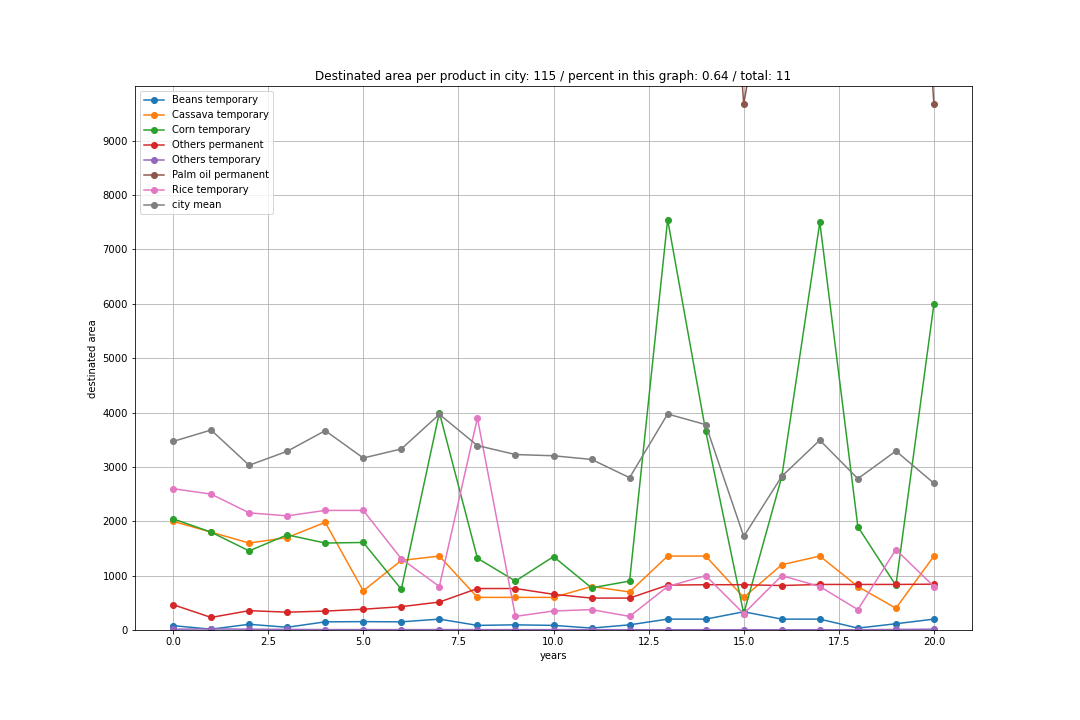 Destinated area per product in city: 115 / percent in this graph: 0.64 / total: 11
Beans temporary
Cassava temporary
Corn temporary
Others permanent
Others temporary
Palm oil permanent
Rice temporary
city mean
9000
8000
7000
6000
5000
4000
3000
2000
1000
0
destinated area
0.0 2.5 5.0 7.5 10.0 12.5 15.0 17.5 20.0
years